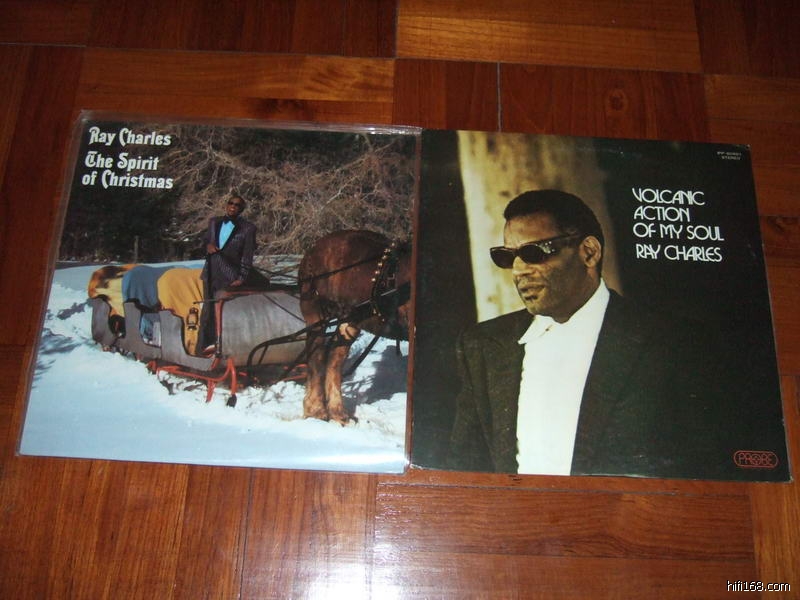 Ray Charles
The Spirit
of Christmas
STEREO
VOLCANIC
ACTION
OF MY SOUL
RAY CHARLES
PROBE
hifi168.com